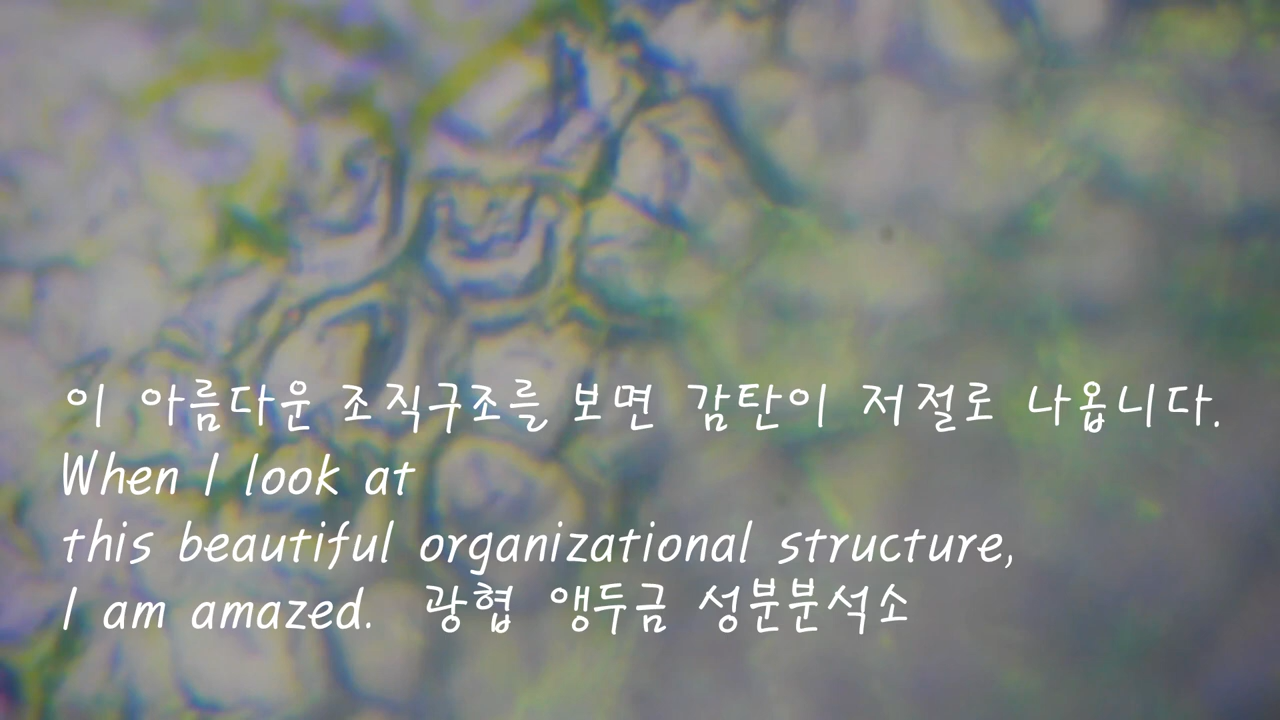 이 아름다운 조직구조를 보면 감탄이 저절로 나옵니다.
When I look at
this beautiful organizational structure,
I am amazed. 광협 앵두금 성분분석소